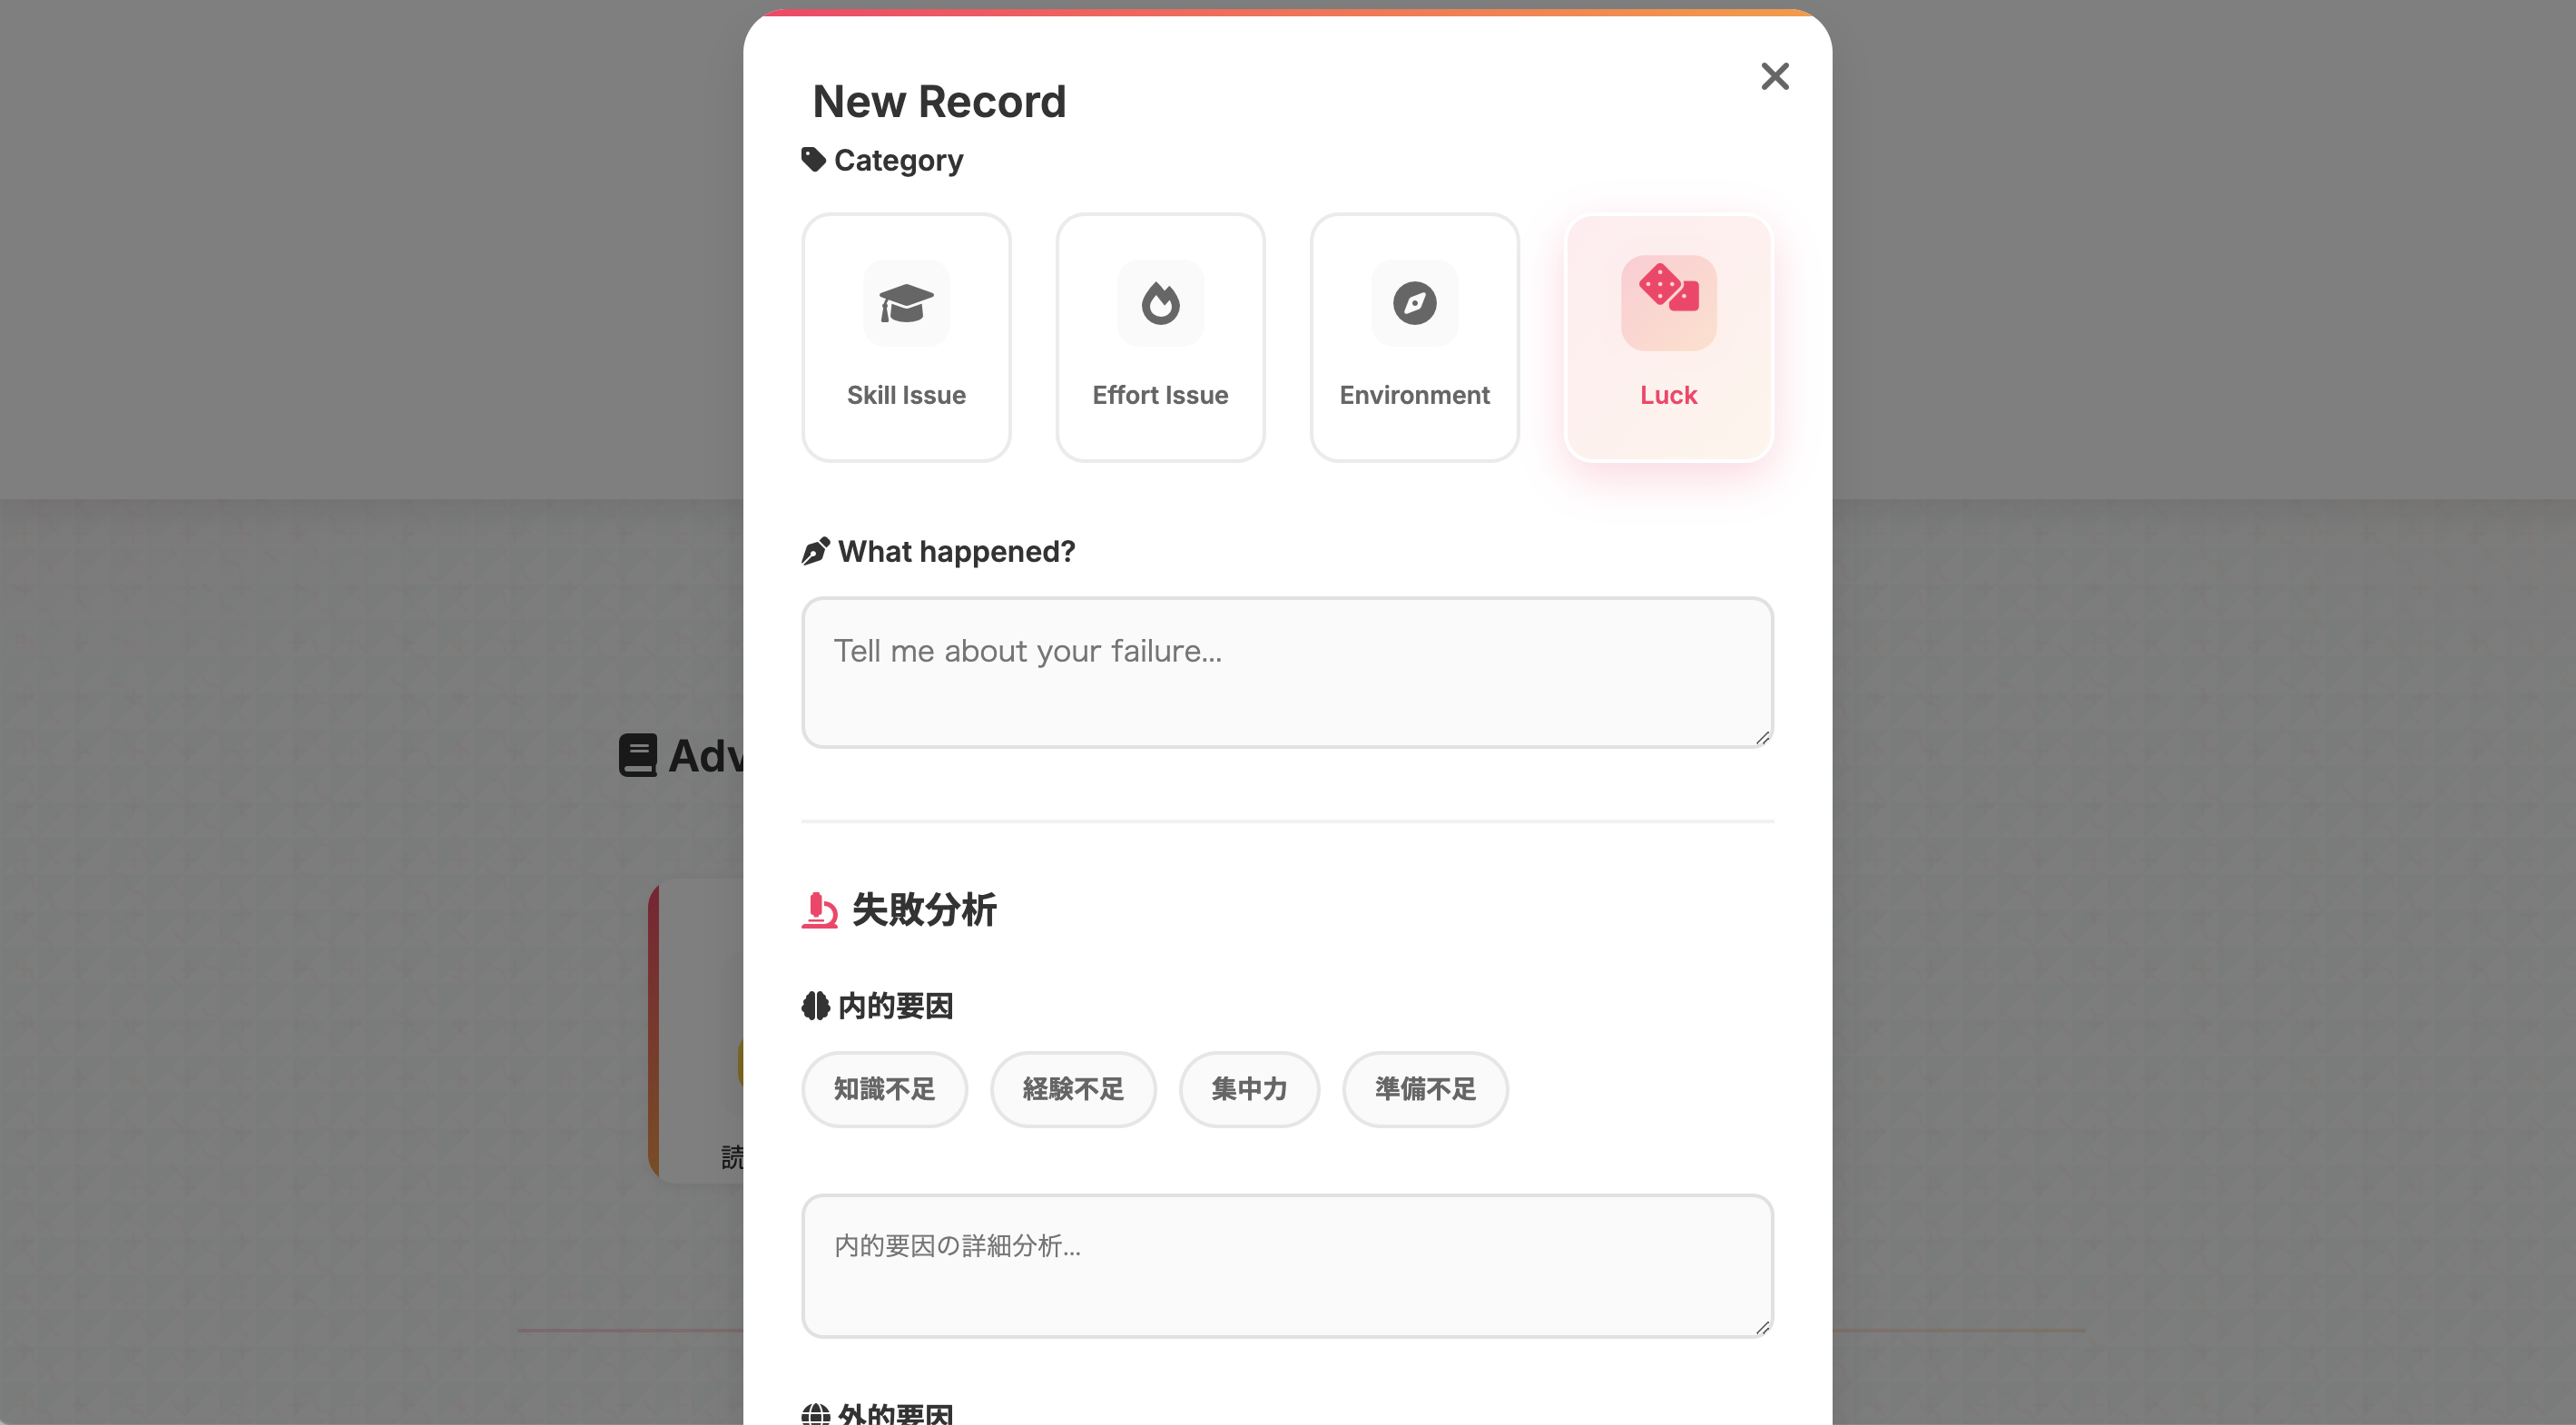 New Record
Category
Skill Issue
Effort Issue
Environment
Luck
What happened?
Tell me about your failure...
Adv
失敗分析
内的要因
知識不足
経験不足
集中力
準備不足
読
内的要因の詳細分析...
外的要因